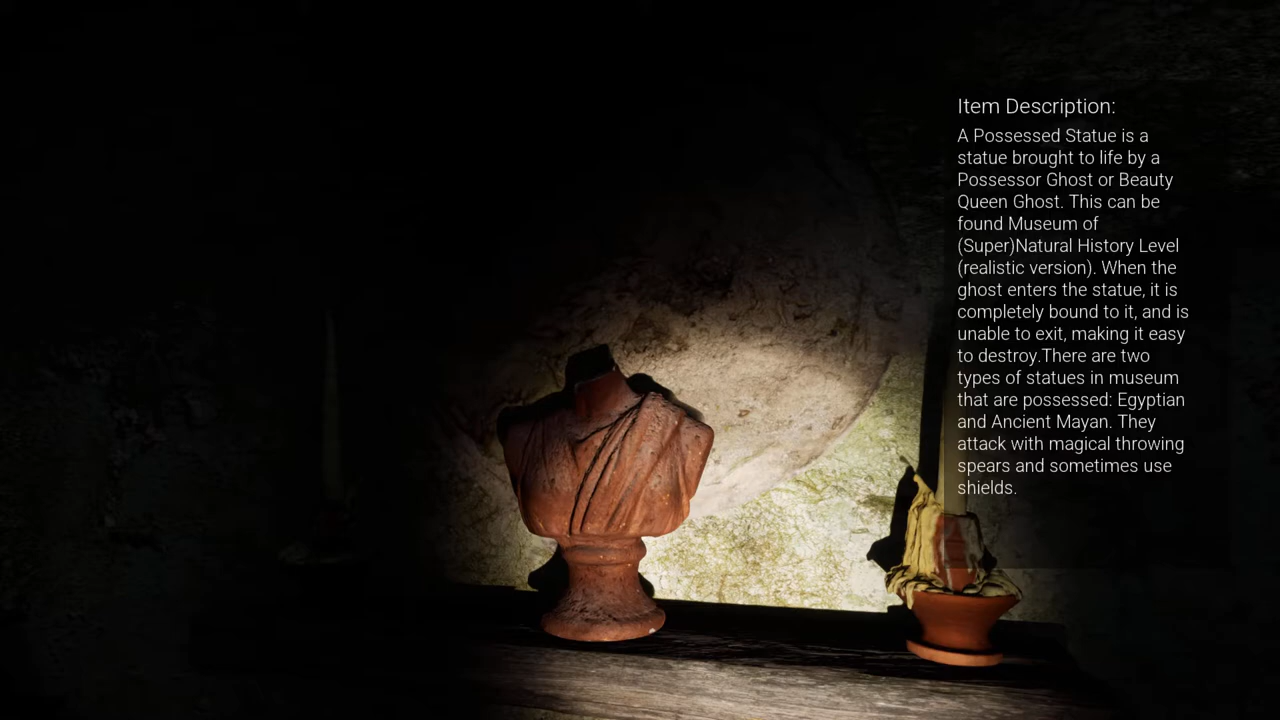 Item Description:
A Possessed Statue is a
statue brought to life by a
Possessor Ghost or Beauty
Queen Ghost. This can be
found Museum of
(Super)Natural History Level
(realistic version). When the
ghost enters the statue, it is
completely bound to it, and is
unable to exit, making it easy
to destroy.There are two
types of statues in museum
that are possessed: Egyptian
and Ancient Mayan. They
attack with magical throwing
spears and sometimes use
shields.